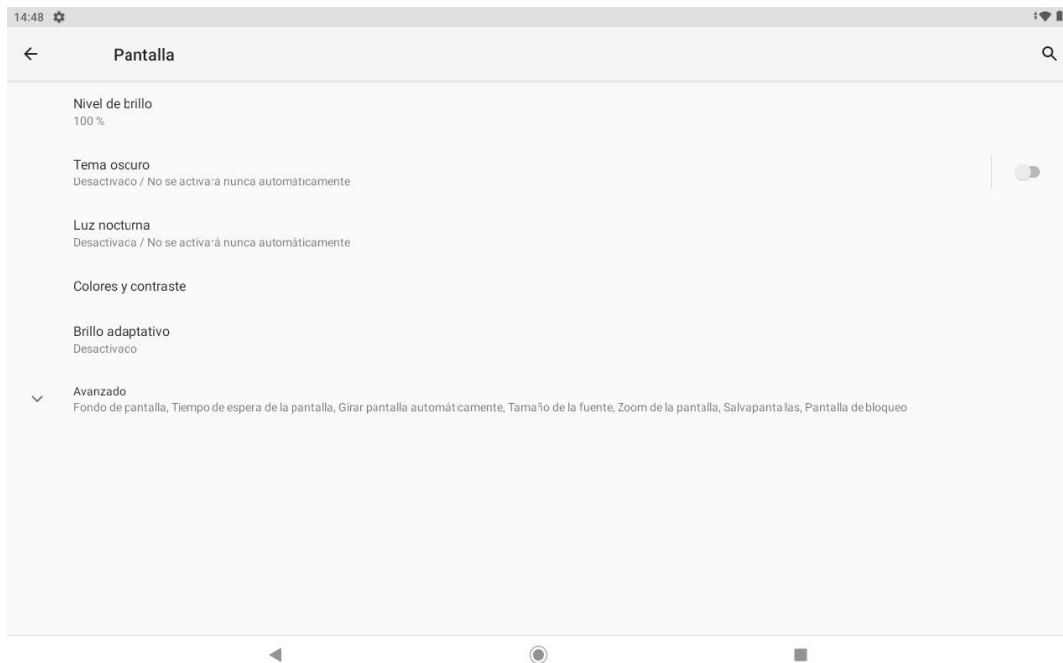 14:48
Pantalla
Nivel de brillo
100 %
Tema oscuro
Desactivado / No se activará nunca automáticamente
Luz nocturna
Desactivada / No se activará nunca automáticamente
Colores y contraste
Brillo adaptativo
Desactivado
Avanzado
Fondo de pantalla, Tiempo de espera de la pantalla, Girar pantalla automáticamente, Tamaño de la fuente, Zoom de la pantalla, Salvapantallas, Pantalla de bloqueo